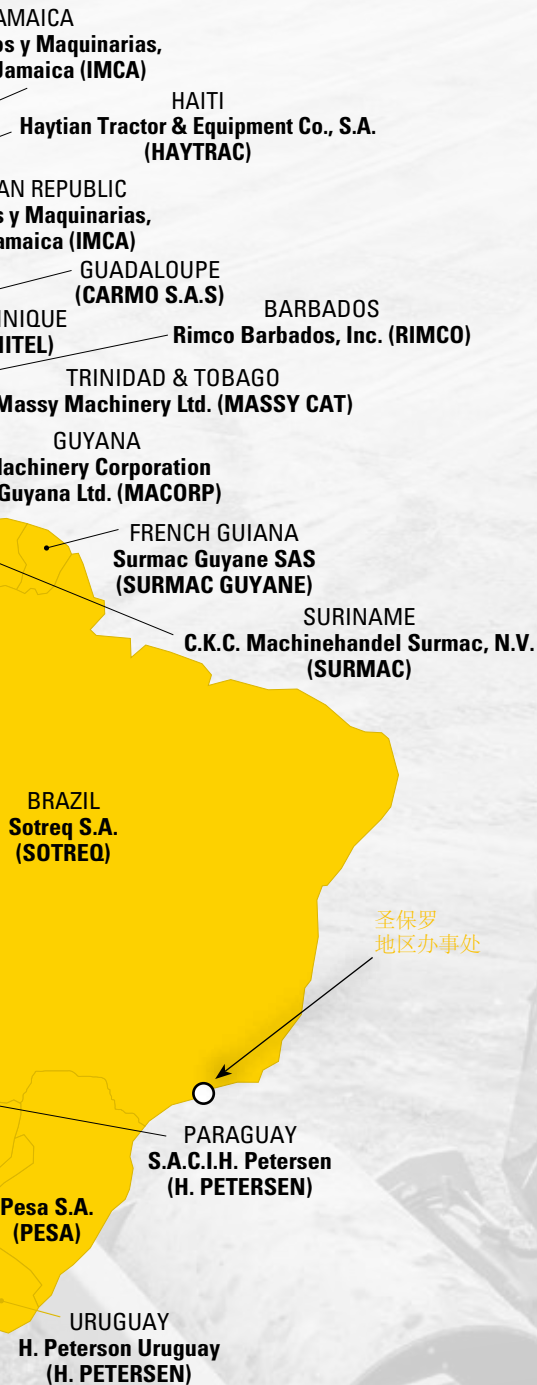 AMAICA
os y Maquinarias,
Jamaica (IMCA)
HAITI
Haytian Tractor & Equipment Co., S.A.
(HAYTRAC)
AN REPUBLIC
s y Maquinarias,
amaica (IMCA)
GUADALOUPE
(CARMO S.A.S)
INIQUE
IITEL)
BARBADOS
Rimco Barbados, Inc. (RIMCO)
TRINIDAD & TOBAGO
Massy Machinery Ltd. (MASSY CAT)
GUYANA
achinery Corporation
Guyana Ltd. (MACORP)
FRENCH GUIANA
Surmac Guyane SAS
(SURMAC GUYANE)
SURINAME
C.K.C. Machinehandel Surmac, N.V.
(SURMAC)
BRAZIL
Sotreq S.A.
(SOTREQ)
圣保罗
地区办事处
PARAGUAY
S.A.C.I.H. Petersen
(H. PETERSEN)
Pesa S.A.
(PESA)
URUGUAY
H. Peterson Uruguay
(H. PETERSEN)